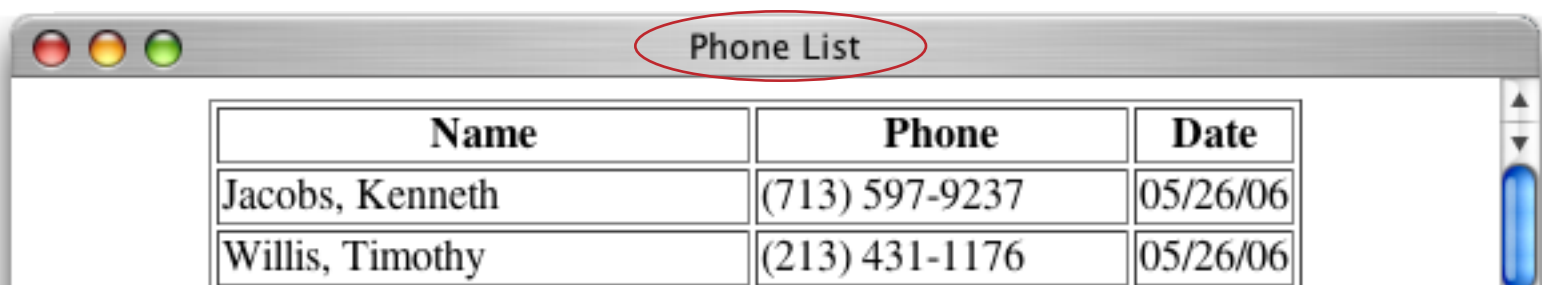 Phone List
Name Phone Date
Jacobs, Kenneth (713) 597-9237 05/26/06
Willis, Timothy (213) 431-1176 05/26/06